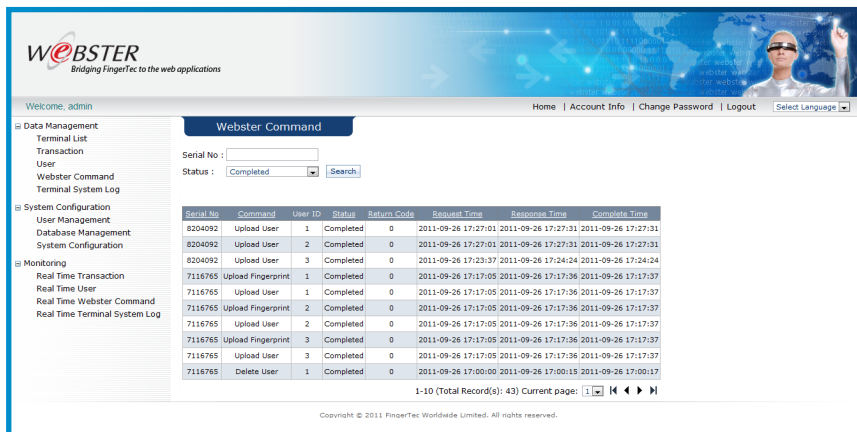 WEBSTER
Bridging FingerTec to the web applications
Welcome, admin
Home | Account Info | Change Password | Logout Select Language
Data Management
Terminal List
Transaction
User
Webster Command
Terminal System Log
System Configuration
User Management
Database Management
System Configuration
Monitoring
Real Time Transaction
Real Time User
Real Time Webster Command
Real Time Terminal System Log
Webster Command
Serial No :
Status : Completed Search
Serial No Command User ID Status Return Code Request Time Response Time Complete Time
8204092 Upload User 1 Completed 0 2011-09-26 17:27:01 2011-09-26 17:27:31 2011-09-26 17:27:31
8204092 Upload User 2 Completed 0 2011-09-26 17:27:01 2011-09-26 17:27:31 2011-09-26 17:27:31
8204092 Upload User 3 Completed 0 2011-09-26 17:23:37 2011-09-26 17:24:24 2011-09-26 17:24:24
7116765 Upload Fingerprint 1 Completed 0 2011-09-26 17:17:05 2011-09-26 17:17:36 2011-09-26 17:17:37
7116765 Upload User 1 Completed 0 2011-09-26 17:17:05 2011-09-26 17:17:36 2011-09-26 17:17:37
7116765 Upload Fingerprint 2 Completed 0 2011-09-26 17:17:05 2011-09-26 17:17:36 2011-09-26 17:17:37
7116765 Upload User 2 Completed 0 2011-09-26 17:17:05 2011-09-26 17:17:36 2011-09-26 17:17:37
7116765 Upload Fingerprint 3 Completed 0 2011-09-26 17:17:05 2011-09-26 17:17:36 2011-09-26 17:17:37
7116765 Upload User 3 Completed 0 2011-09-26 17:17:05 2011-09-26 17:17:36 2011-09-26 17:17:37
7116765 Delete User 1 Completed 0 2011-09-26 17:00:00 2011-09-26 17:00:15 2011-09-26 17:00:17
1-10 (Total Record(s): 43) Current page: 1
Copyright © 2011 FingerTec Worldwide Limited. All rights reserved.